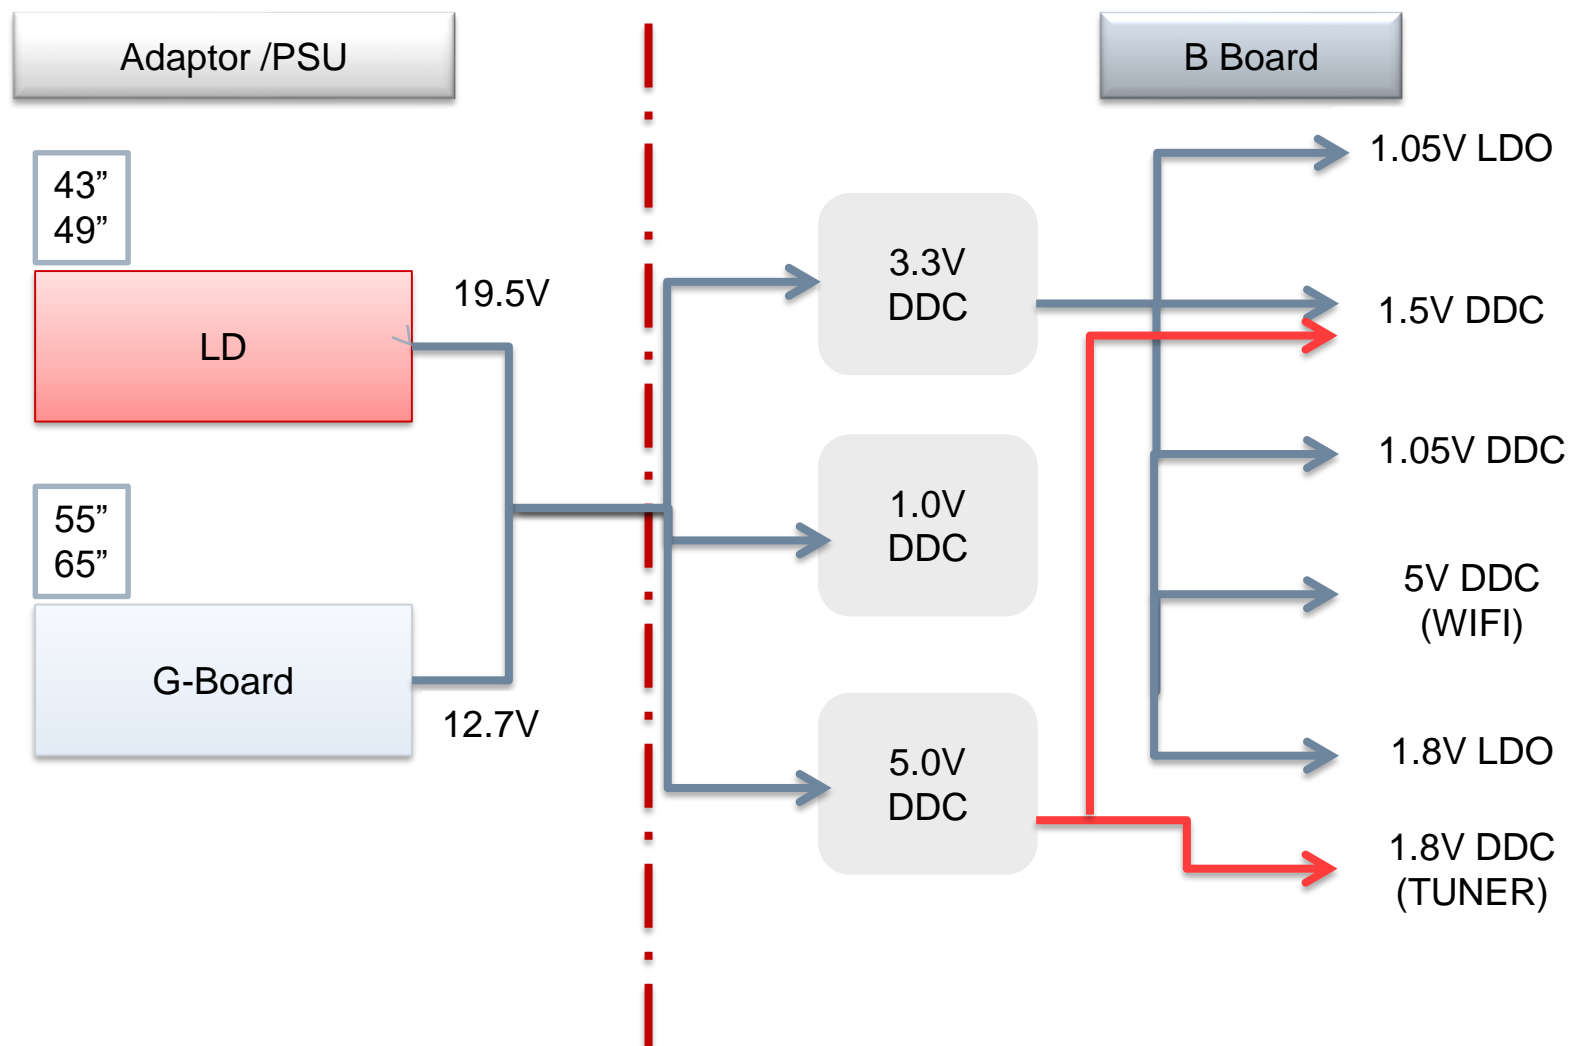 Adaptor /PSU
B Board
43”
49”
LD
19.5V
55”
65”
G-Board
12.7V
3.3V
DDC
1.0V
DDC
5.0V
DDC
1.05V LDO
1.5V DDC
1.05V DDC
5V DDC
(WIFI)
1.8V LDO
1.8V DDC
(TUNER)